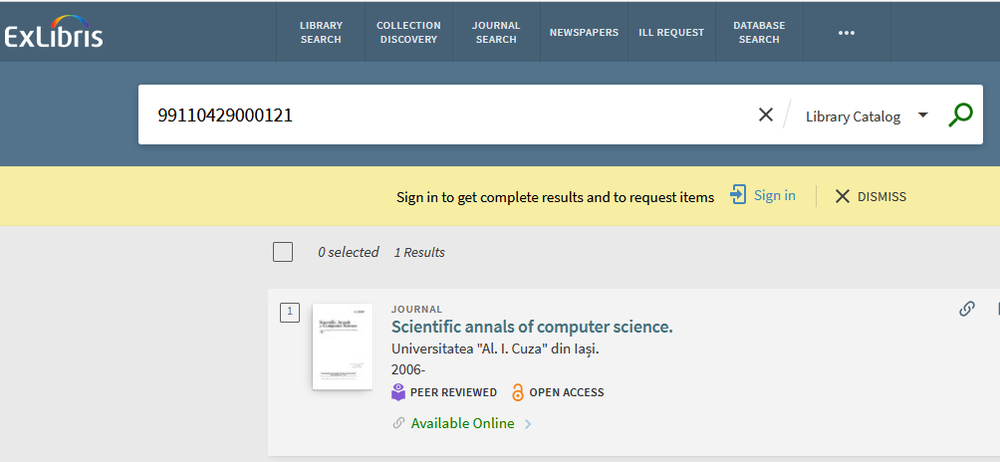 ExLibris
LIBRARY SEARCH
COLLECTION DISCOVERY
JOURNAL SEARCH
NEWSPAPERS
ILL REQUEST
DATABASE SEARCH
99110429000121
Library Catalog
Sign in to get complete results and to request items
Sign in
DISMISS
0 selected
1 Results
1
JOURNAL
Scientific annals of computer science.
Universitatea "Al. I. Cuza" din Iași.
2006-
PEER REVIEWED
OPEN ACCESS
Available Online